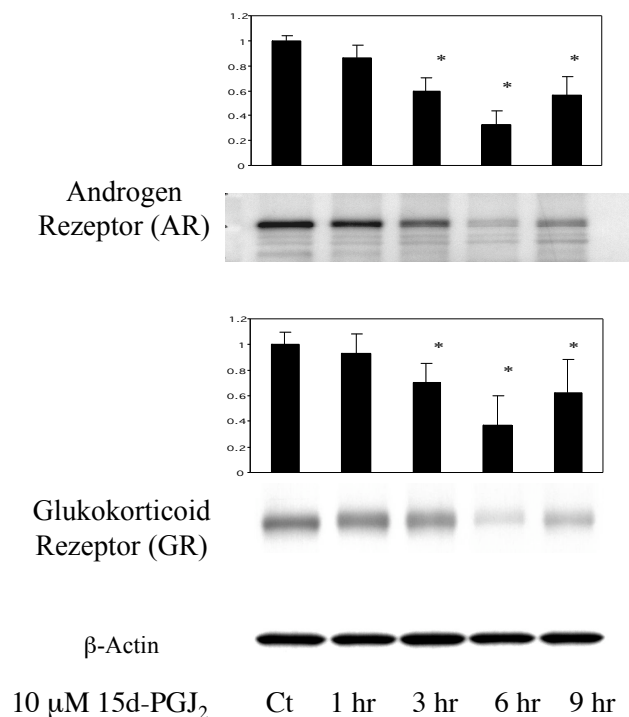 1.2
1
0.8
0.6
0.4
0.2
0
* * *
Androgen
Rezeptor (AR)
1.2
1
0.8
0.6
0.4
0.2
0
* * *
Glukokorticoid
Rezeptor (GR)
β-Actin
10 μM 15d-PGJ₂ Ct 1 hr 3 hr 6 hr 9 hr